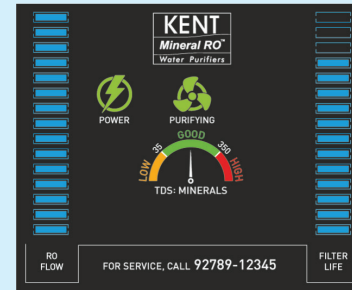 KENT
Mineral RO™
Water Purifiers
POWER
PURIFYING
LOW
35
GOOD
350
HIGH
TDS: MINERALS
RO
FLOW
FOR SERVICE, CALL 92789-12345
FILTER
LIFE